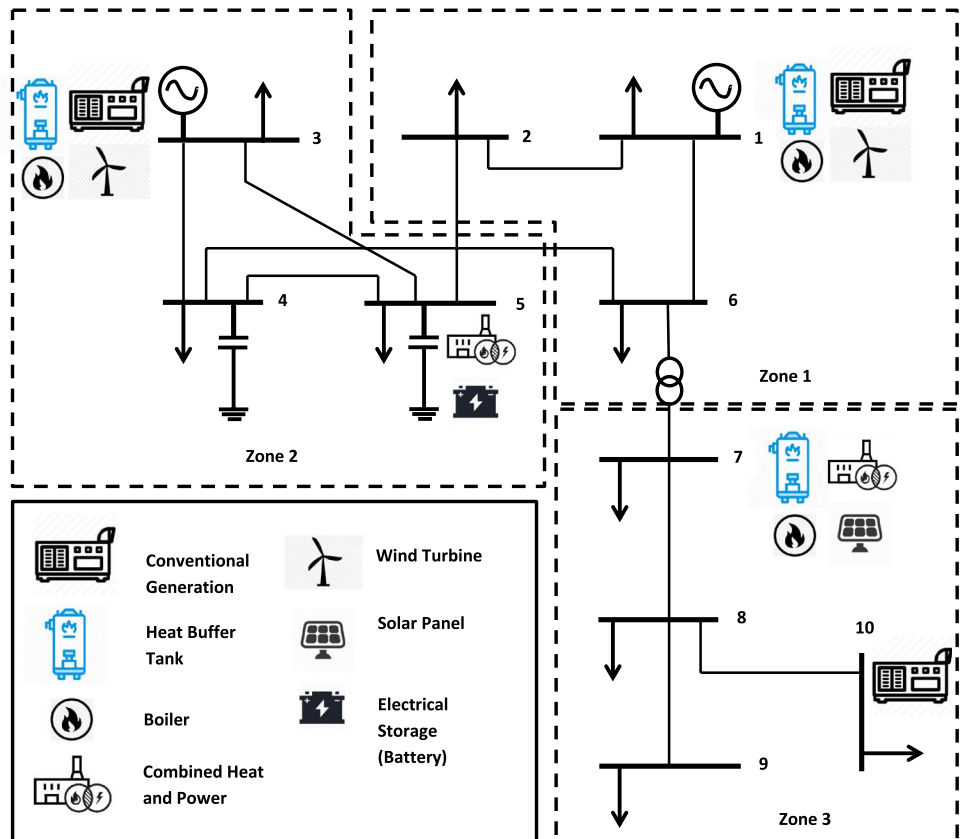 3
2
1
4
5
6
Zone 1
Zone 2
7
8
10
9
Zone 3
Conventional
Generation
Wind Turbine
Heat Buffer
Tank
Solar Panel
Boiler
Electrical
Storage
(Battery)
Combined Heat
and Power